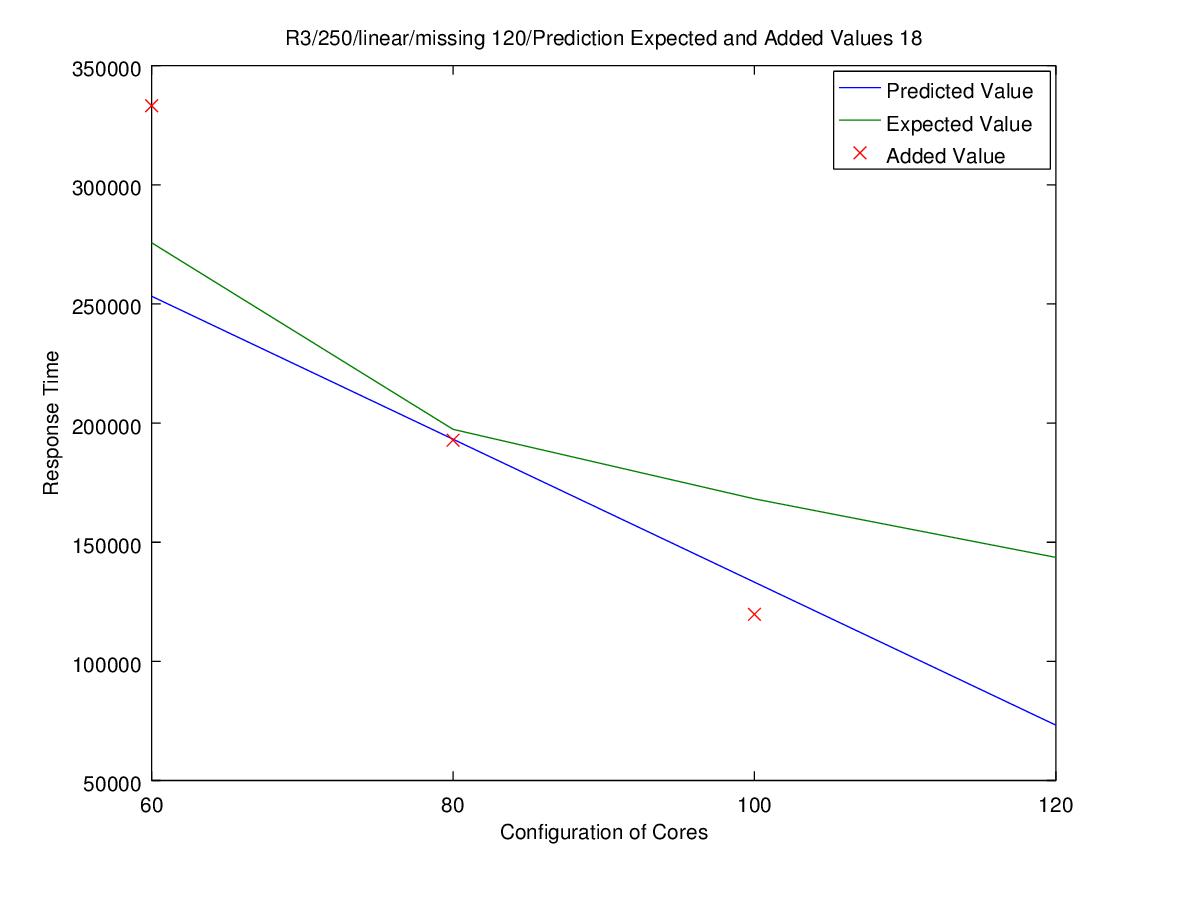 R3/250/linear/missing 120/Prediction Expected and Added Values 18
Predicted Value
Expected Value
Added Value
350000
300000
250000
200000
150000
100000
50000
Response Time
60
80
100
120
Configuration of Cores